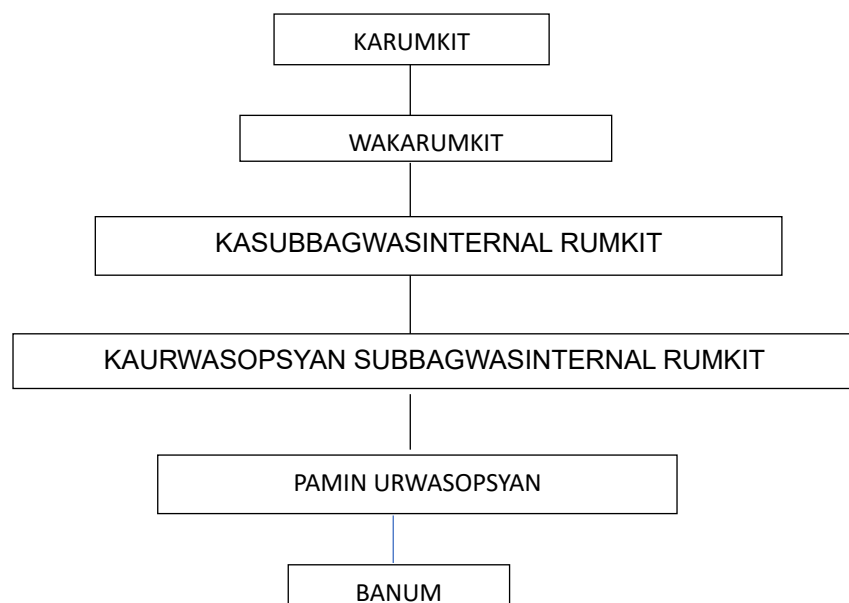 KARUMKIT
WAKARUMKIT
KASUBBAGWASINTERNAL RUMKIT
KAURWASOPSYAN SUBBAGWASINTERNAL RUMKIT
PAMIN URWASOPSYAN
BANUM